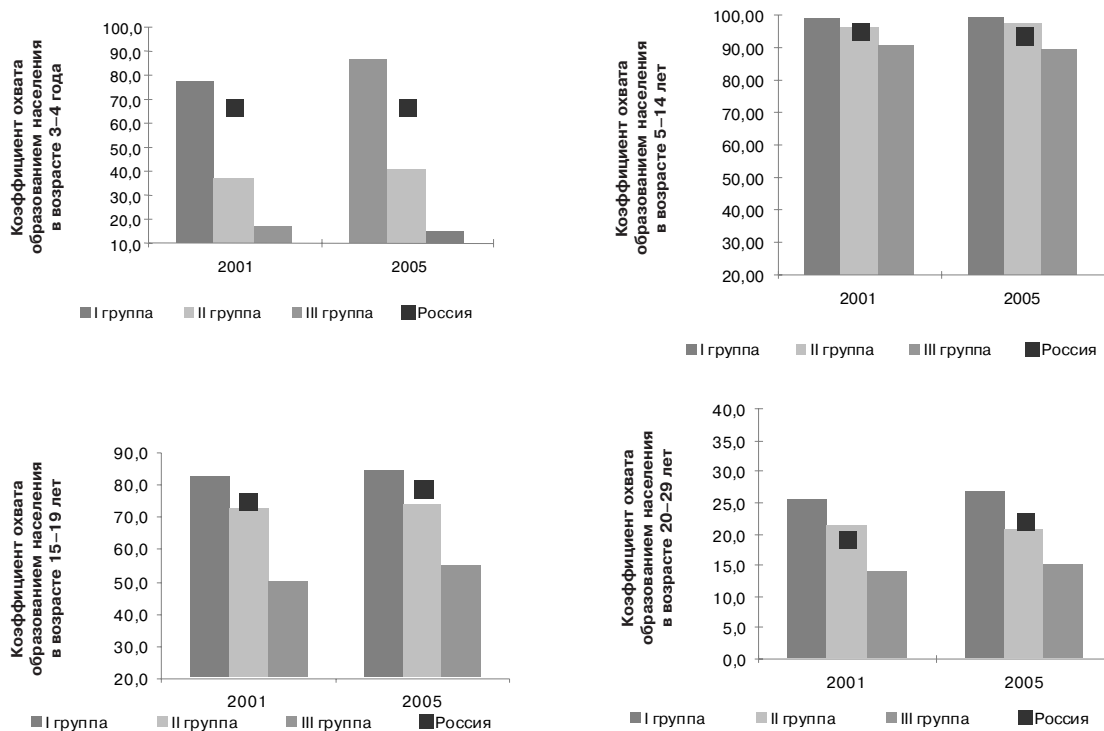 Коэффициент охвата
образованием населения
в возрасте 3–4 года
100,0
90,0
80,0
70,0
60,0
50,0
40,0
30,0
20,0
10,0
2001
2005
I группа
II группа
III группа
Россия
Коэффициент охвата
образованием населения
в возрасте 5–14 лет
100,00
90,00
80,00
70,00
60,00
50,00
40,00
30,00
20,00
2001
2005
I группа
II группа
III группа
Россия
Коэффициент охвата
образованием населения
в возрасте 15–19 лет
90,0
80,0
70,0
60,0
50,0
40,0
30,0
20,0
2001
2005
I группа
II группа
III группа
Россия
Коэффициент охвата
образованием населения
в возрасте 20–29 лет
40,0
35,0
30,0
25,0
20,0
15,0
10,0
5,0
0,0
2001
2005
I группа
II группа
III группа
Россия